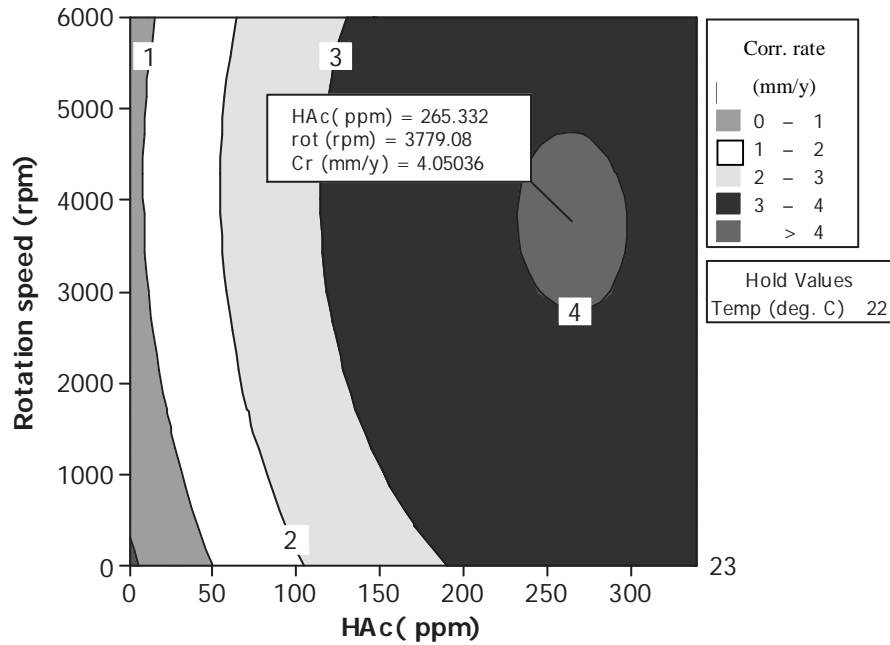 6000
5000
4000
3000
2000
1000
0
Rotation speed (rpm)
0 50 100 150 200 250 300
HAc( ppm)
1
3
2
4
HAc( ppm) = 265.332
rot (rpm) = 3779.08
Cr (mm/y) = 4.05036
Corr. rate
(mm/y)
0 – 1
1 – 2
2 – 3
3 – 4
> 4
Hold Values
Temp (deg. C) 22
23